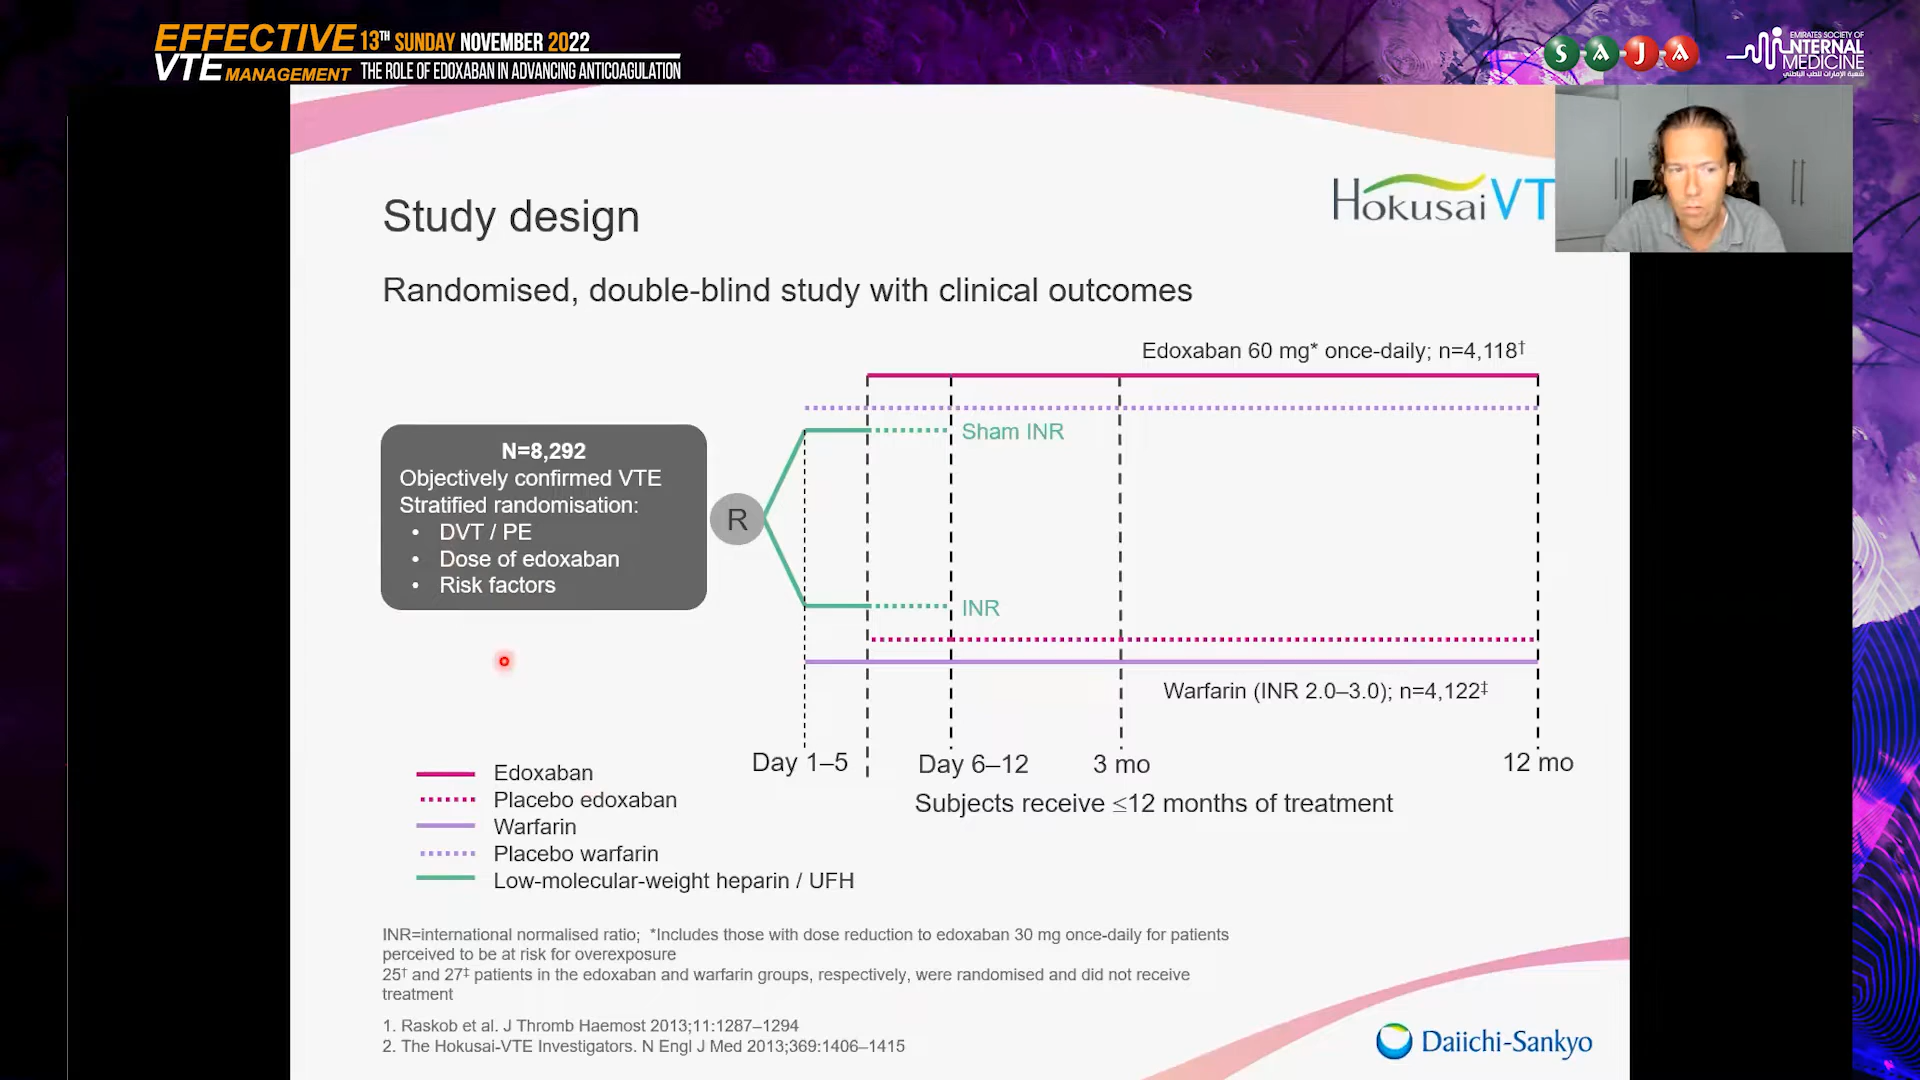 EFFECTIVE 13TH SUNDAY NOVEMBER 2022
VTE MANAGEMENT THE ROLE OF EDOXABAN IN ADVANCING ANTICOAGULATION
S A J A
EMIRATES SOCIETY OF
INTERNAL
MEDICINE
شعبة الإمارات للطب الباطني
Hokusai VT
Study design
Randomised, double-blind study with clinical outcomes
Edoxaban 60 mg* once-daily; n=4,118†
Sham INR
N=8,292
Objectively confirmed VTE
Stratified randomisation:
• DVT / PE
• Dose of edoxaban
• Risk factors
R
INR
Warfarin (INR 2.0–3.0); n=4,122‡
Day 1–5
Day 6–12
3 mo
12 mo
Subjects receive ≤12 months of treatment
Edoxaban
Placebo edoxaban
Warfarin
Placebo warfarin
Low-molecular-weight heparin / UFH
INR=international normalised ratio; *Includes those with dose reduction to edoxaban 30 mg once-daily for patients
perceived to be at risk for overexposure
25† and 27‡ patients in the edoxaban and warfarin groups, respectively, were randomised and did not receive
treatment
1. Raskob et al. J Thromb Haemost 2013;11:1287–1294
2. The Hokusai-VTE Investigators. N Engl J Med 2013;369:1406–1415
Daiichi-Sankyo